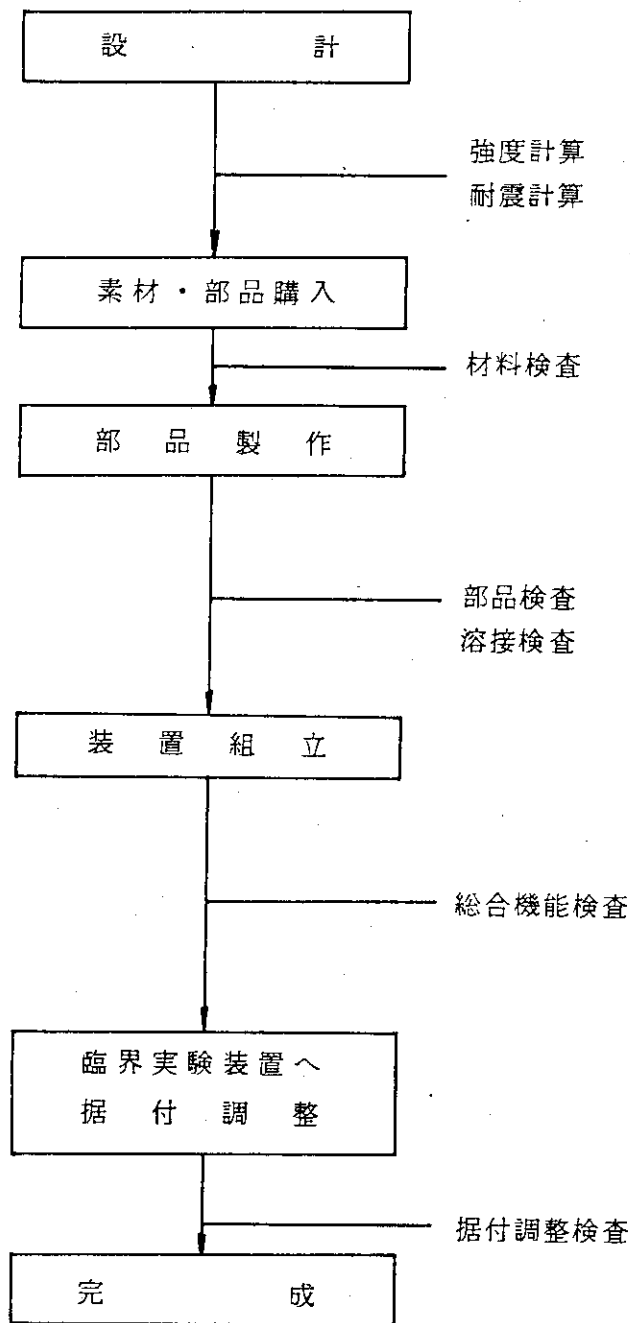 設計
強度計算
耐震計算
素材・部品購入
材料検査
部品製作
部品検査
溶接検査
装置組立
総合機能検査
臨界実験装置へ
据付調整
据付調整検査
完成